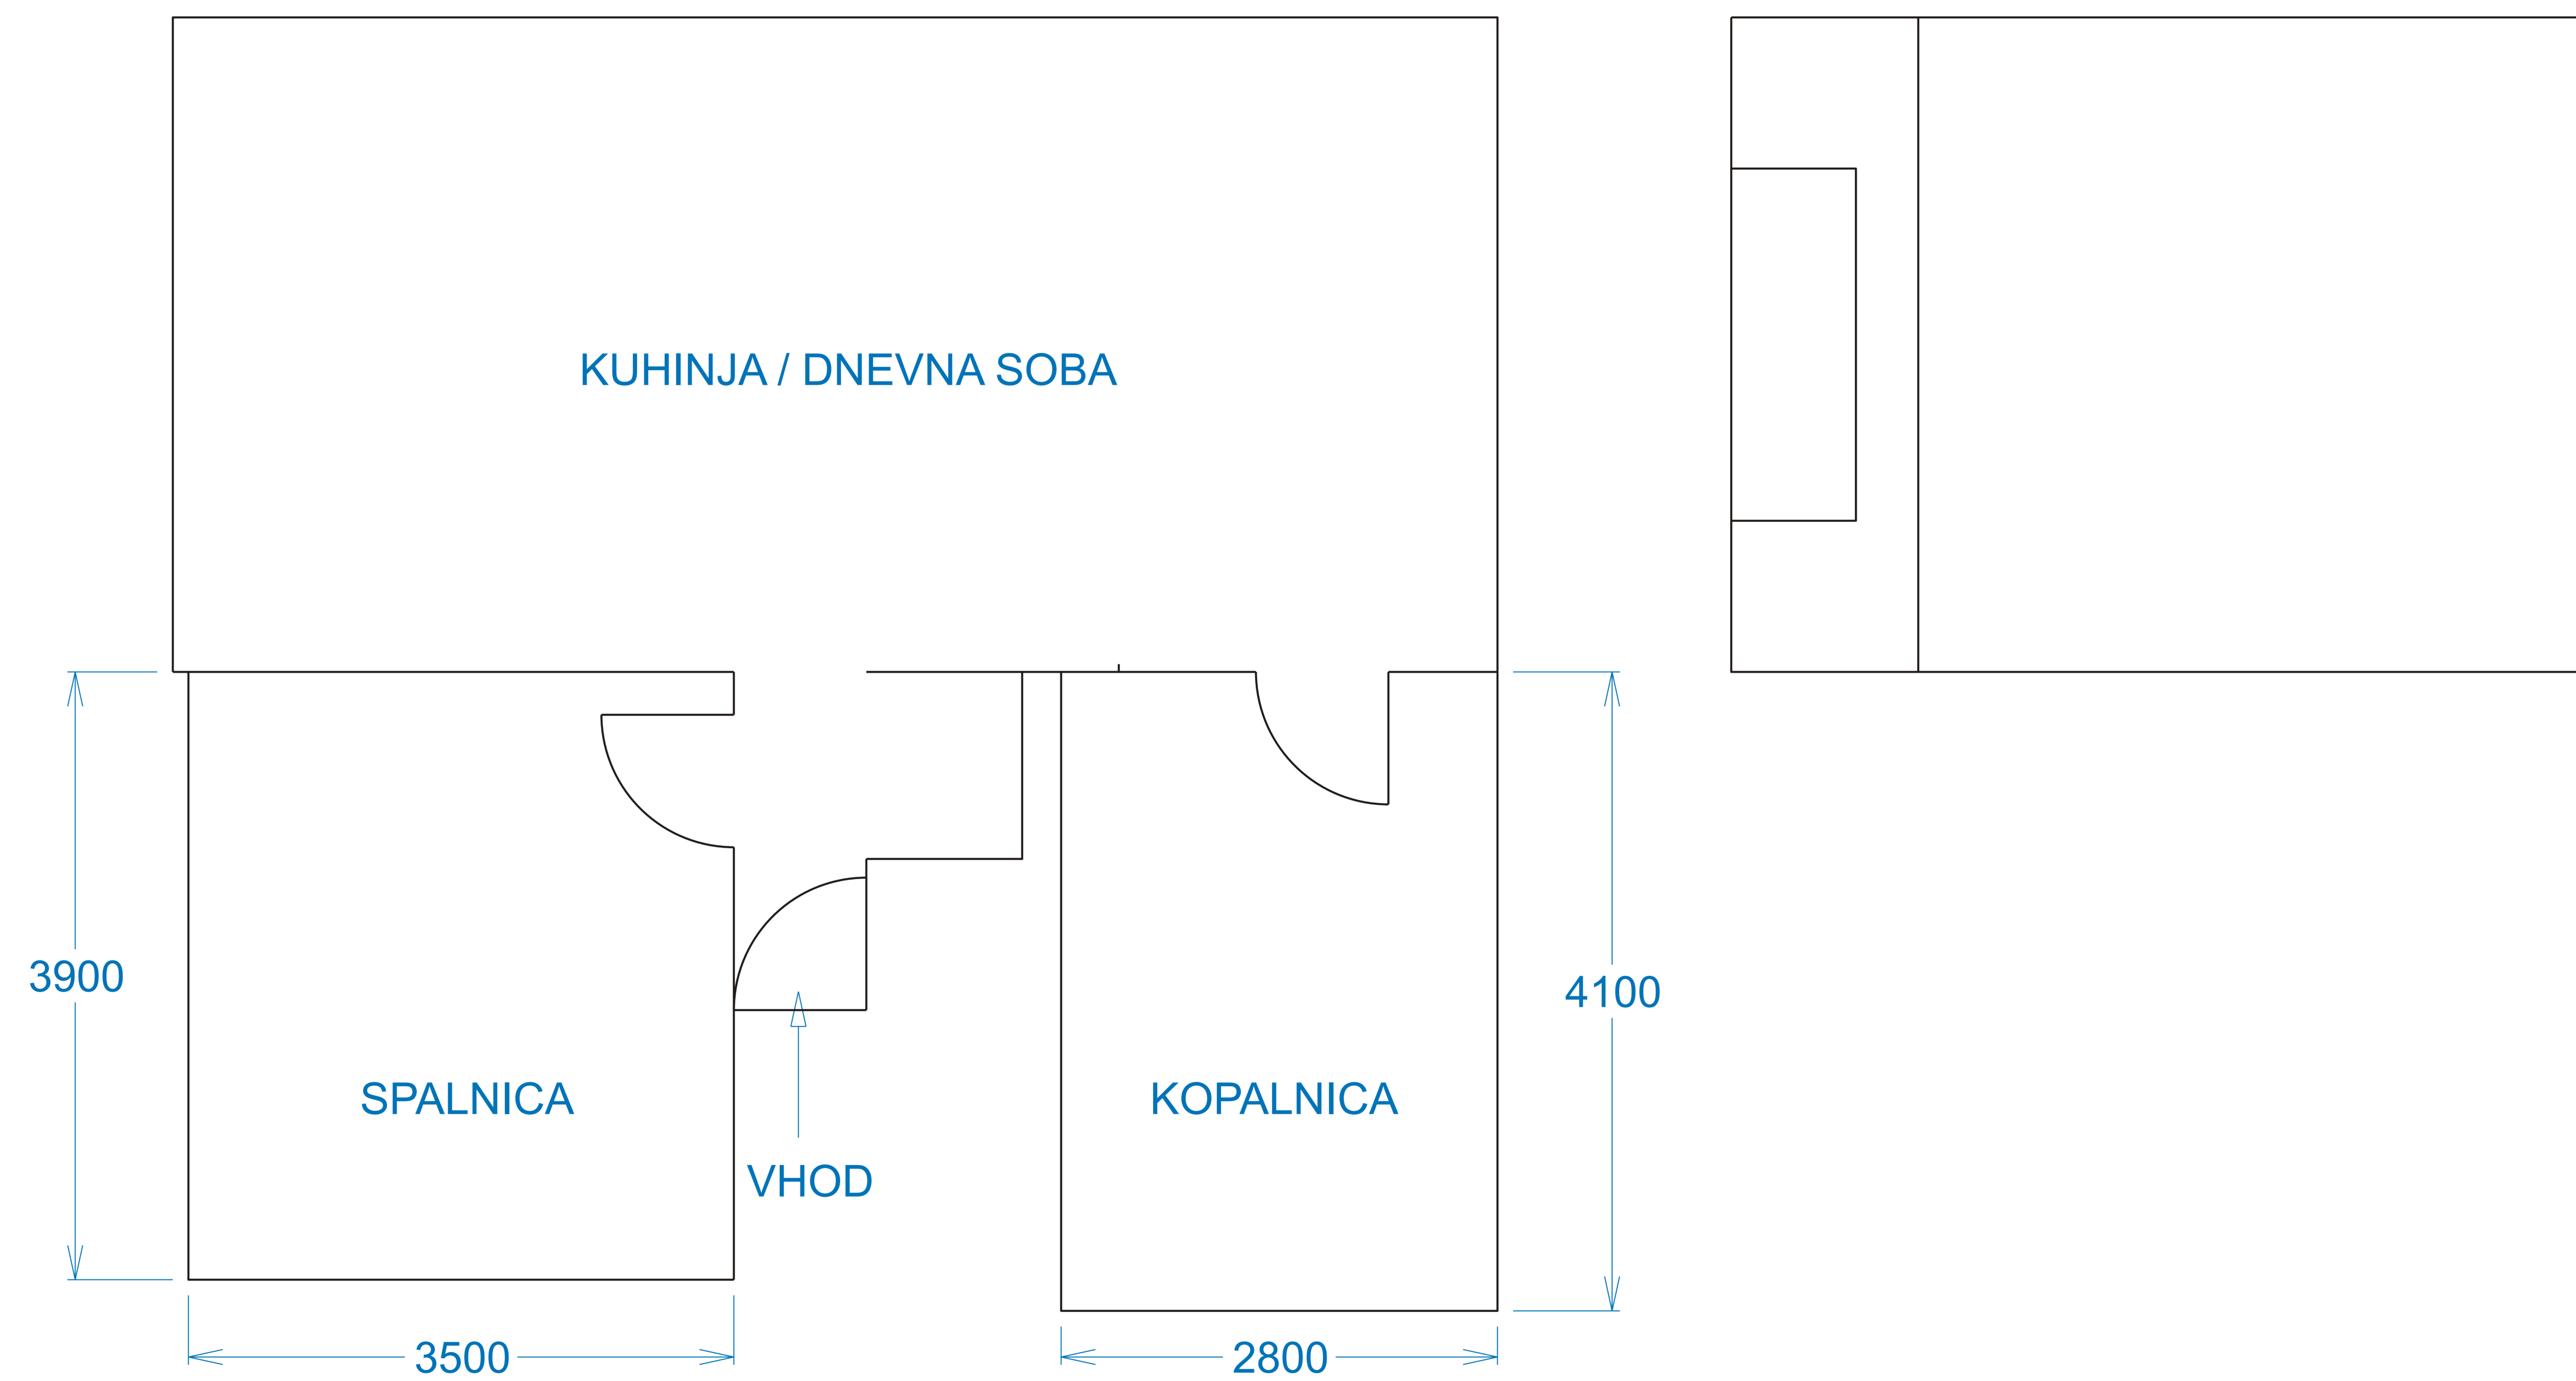 KUHINJA / DNEVNA SOBA
3900
4100
SPALNICA
KOPALNICA
VHOD
3500
2800